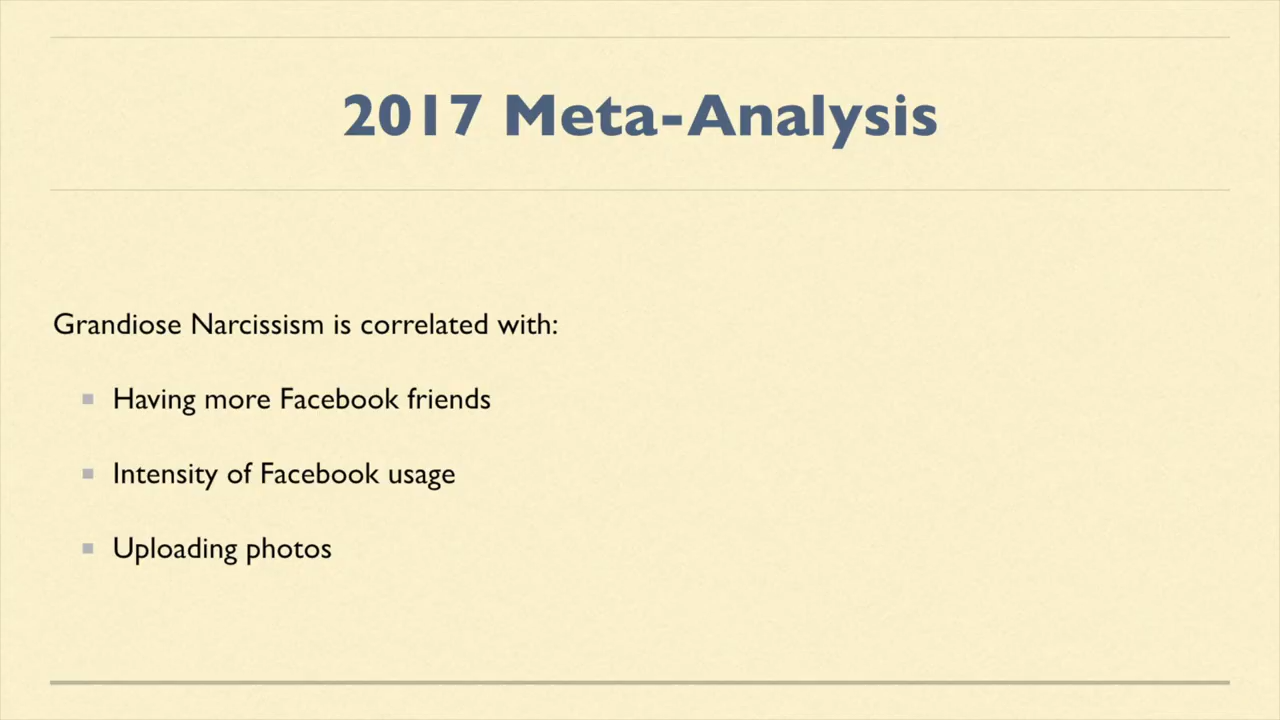 2017 Meta-Analysis
Grandiose Narcissism is correlated with:
Having more Facebook friends
Intensity of Facebook usage
Uploading photos